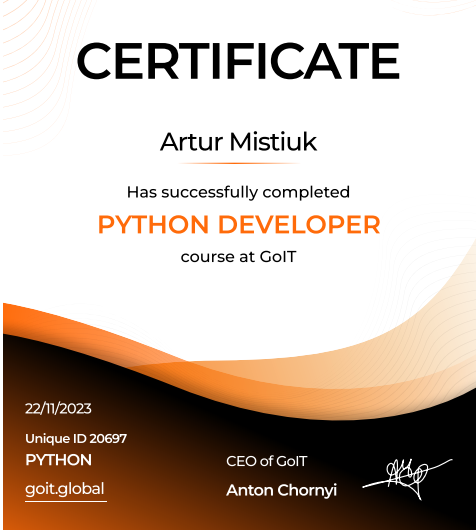 CERTIFICATE
Artur Mistiuk
Has successfully completed
PYTHON DEVELOPER
course at GoIT
22/11/2023
Unique ID 20697
PYTHON
goit.global
CEO of GoIT
Anton Chornyi